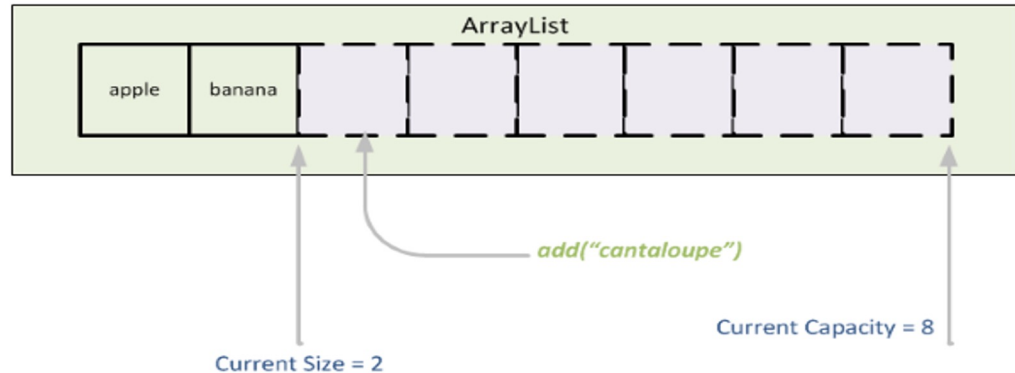 ArrayList
apple
banana
add(“cantaloupe”)
Current Capacity = 8
Current Size = 2